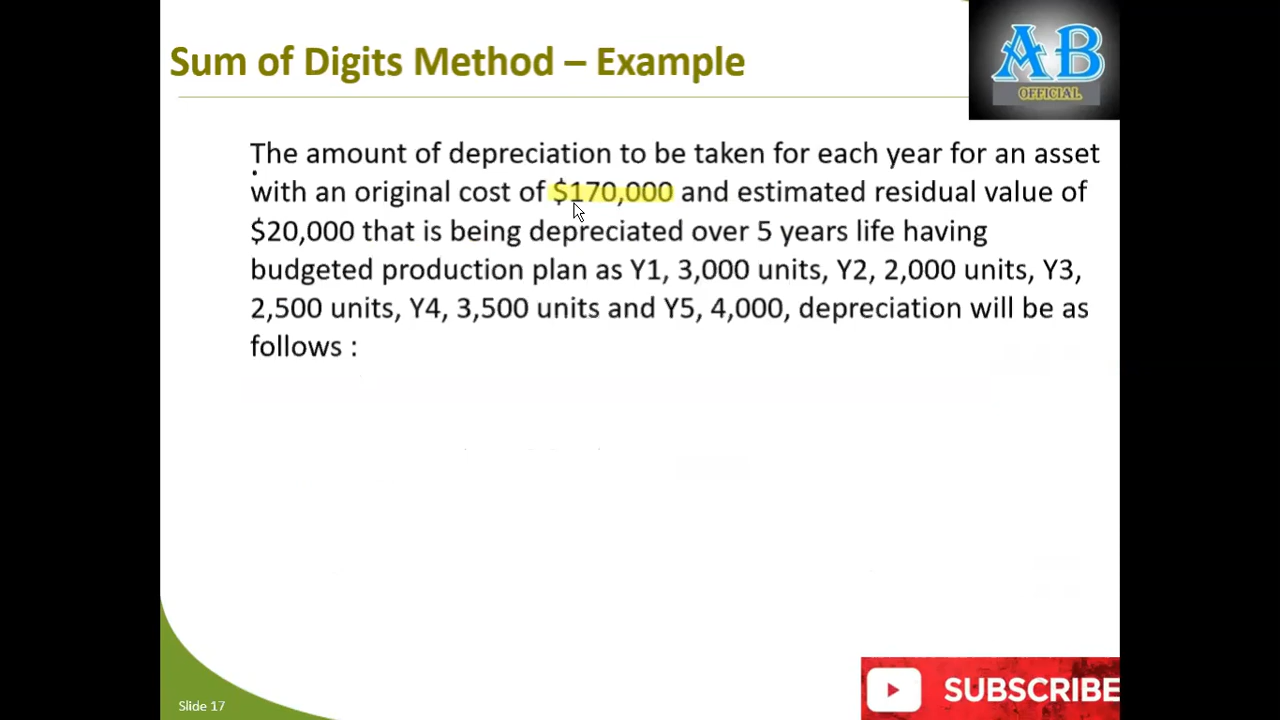 Sum of Digits Method – Example
AB
OFFICIAL
The amount of depreciation to be taken for each year for an asset
with an original cost of $170,000 and estimated residual value of
$20,000 that is being depreciated over 5 years life having
budgeted production plan as Y1, 3,000 units, Y2, 2,000 units, Y3,
2,500 units, Y4, 3,500 units and Y5, 4,000, depreciation will be as
follows :
Slide 17
SUBSCRIBE